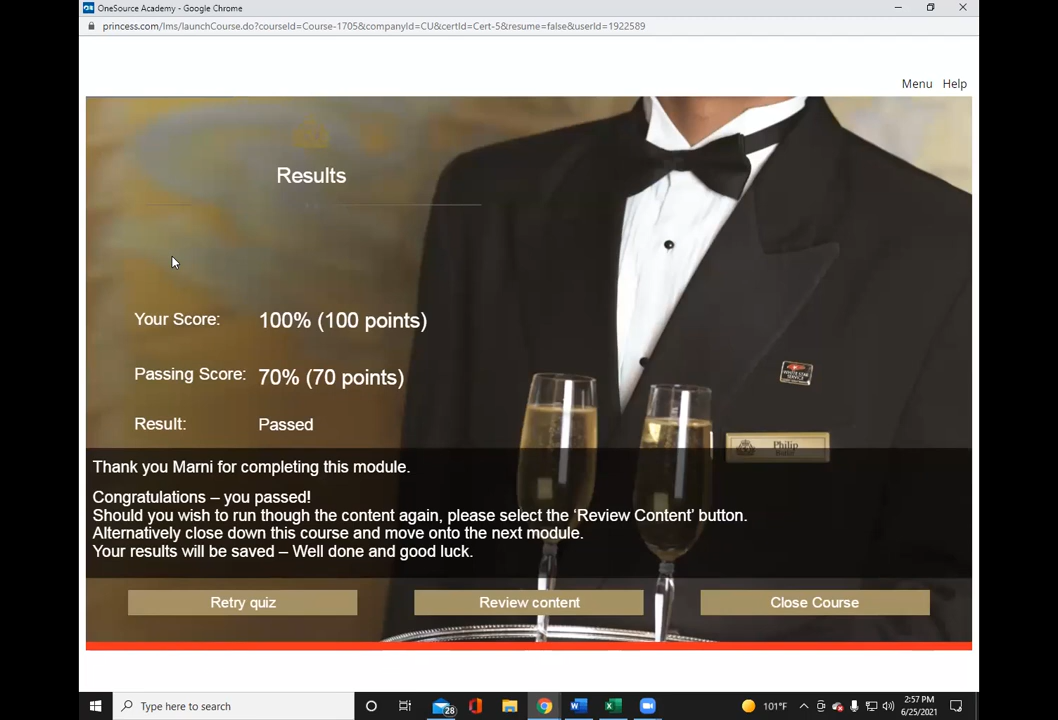 OneSource Academy - Google Chrome
princess.com/lms/launchCourse.do?courseId=Course-1705&companyId=CU&certId=Cert-5&resume=false&userId=1922589
Menu Help
Results
Your Score: 100% (100 points)
Passing Score: 70% (70 points)
Result: Passed
WHITE STAR
SERVICE
Philip
Thank you Marni for completing this module.
Congratulations – you passed!
Should you wish to run though the content again, please select the ‘Review Content’ button.
Alternatively close down this course and move onto the next module.
Your results will be saved – Well done and good luck.
Retry quiz Review content Close Course
Type here to search 28 101°F 2:57 PM
6/25/2021